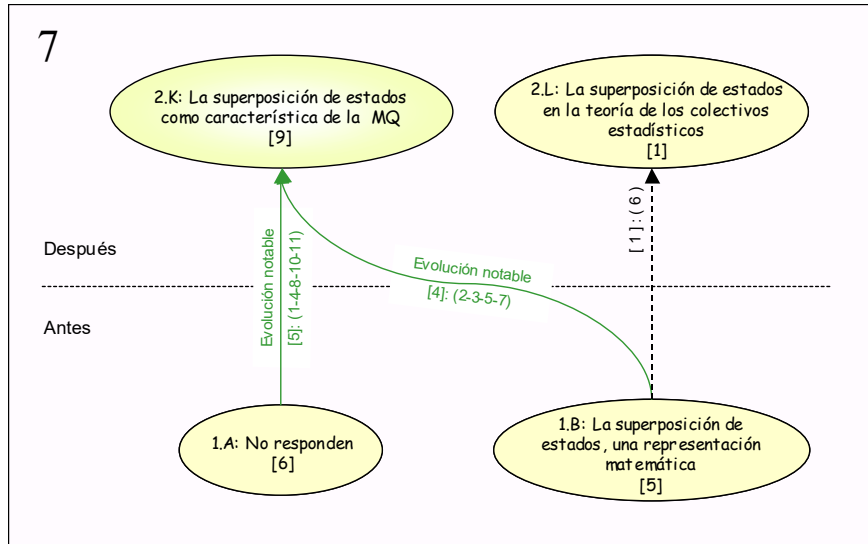 7
2.K: La superposición de estados
como característica de la MQ
[9]
2.L: La superposición de estados
en la teoría de los colectivos
estadísticos
[1]
Evolución notable
[5]: (1-4-8-10-11)
Evolución notable
[4]: (2-3-5-7)
[1]: (6)
Después
Antes
1.A: No responden
[6]
1.B: La superposición de
estados, una representación
matemática
[5]